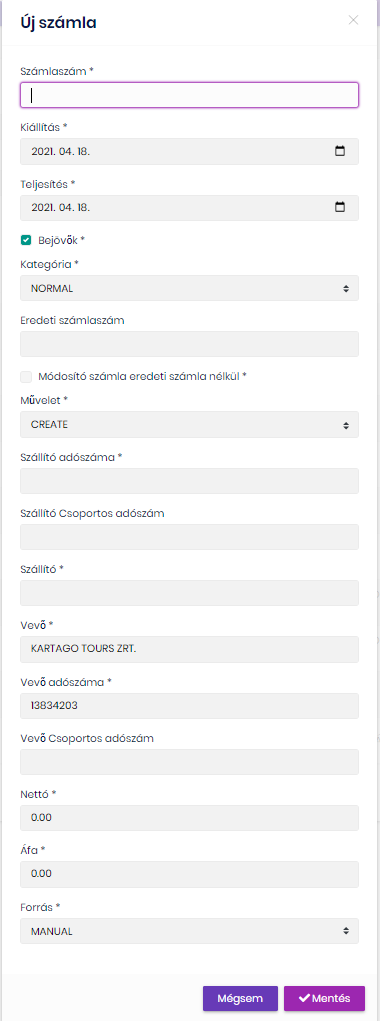 Új számla
Számlaszám *
Kiállítás *
2021. 04. 18.
Teljesítés *
2021. 04. 18.
Bejövők *
Kategória *
NORMAL
Eredeti számlaszám
Módosító számla eredeti számla nélkül *
Művelet *
CREATE
Szállító adószáma *
Szállító Csoportos adószám
Szállító *
Vevő *
KARTAGO TOURS ZRT.
Vevő adószáma *
13834203
Vevő Csoportos adószám
Nettó *
0.00
Áfa *
0.00
Forrás *
MANUAL
Mégsem
Mentés